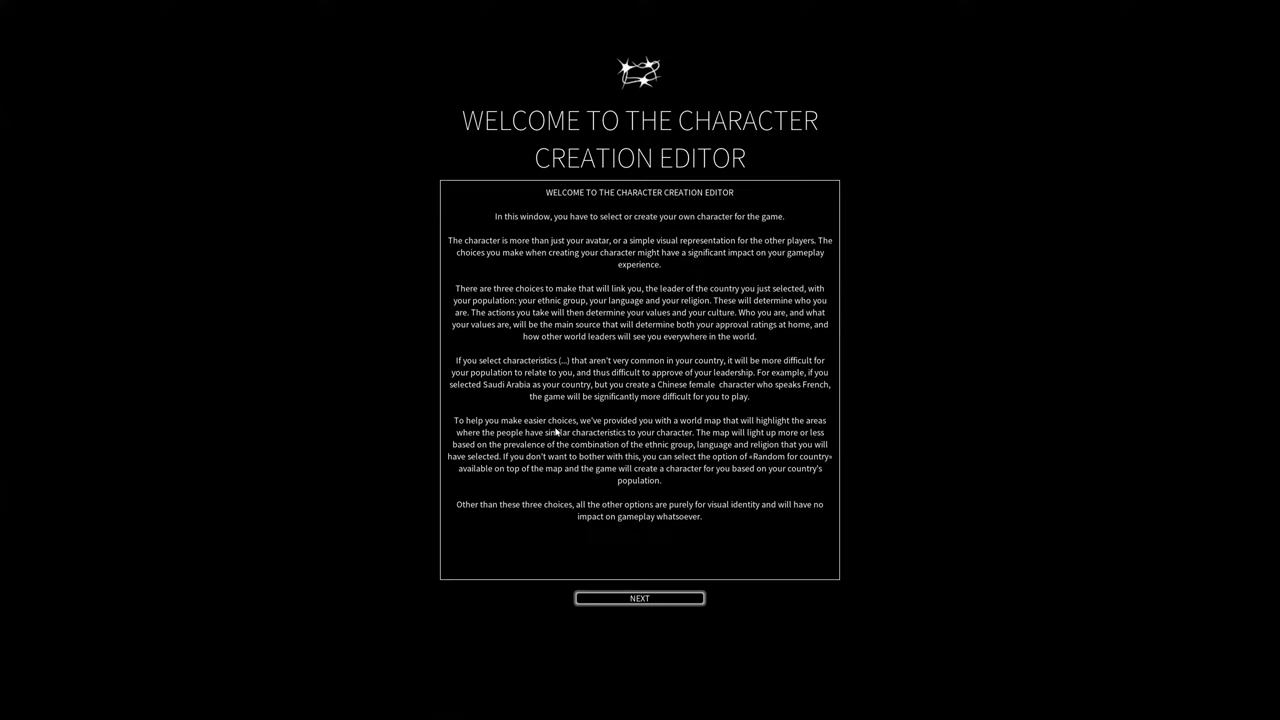 WELCOME TO THE CHARACTER
CREATION EDITOR
WELCOME TO THE CHARACTER CREATION EDITOR
In this window, you have to select or create your own character for the game.
The character is more than just your avatar, or a simple visual representation for the other players. The
choices you make when creating your character might have a significant impact on your gameplay
experience.
There are three choices to make that will link you, the leader of the country you just selected, with
your population: your ethnic group, your language and your religion. These will determine who you
are. The actions you take will then determine your values and your culture. Who you are, and what
your values are, will be the main source that will determine both your approval ratings at home, and
how other world leaders will see you everywhere in the world.
If you select characteristics (...) that aren't very common in your country, it will be more difficult for
your population to relate to you, and thus difficult to approve of your leadership. For example, if you
selected Saudi Arabia as your country, but you create a Chinese female  character who speaks French,
the game will be significantly more difficult for you to play.
To help you make easier choices, we've provided you with a world map that will highlight the areas
where the people have similar characteristics to your character. The map will light up more or less
based on the prevalence of the combination of the ethnic group, language and religion that you will
have selected. If you don't want to bother with this, you can select the option of «Random for country»
available on top of the map and the game will create a character for you based on your country's
population.
Other than these three choices, all the other options are purely for visual identity and will have no
impact on gameplay whatsoever.
NEXT